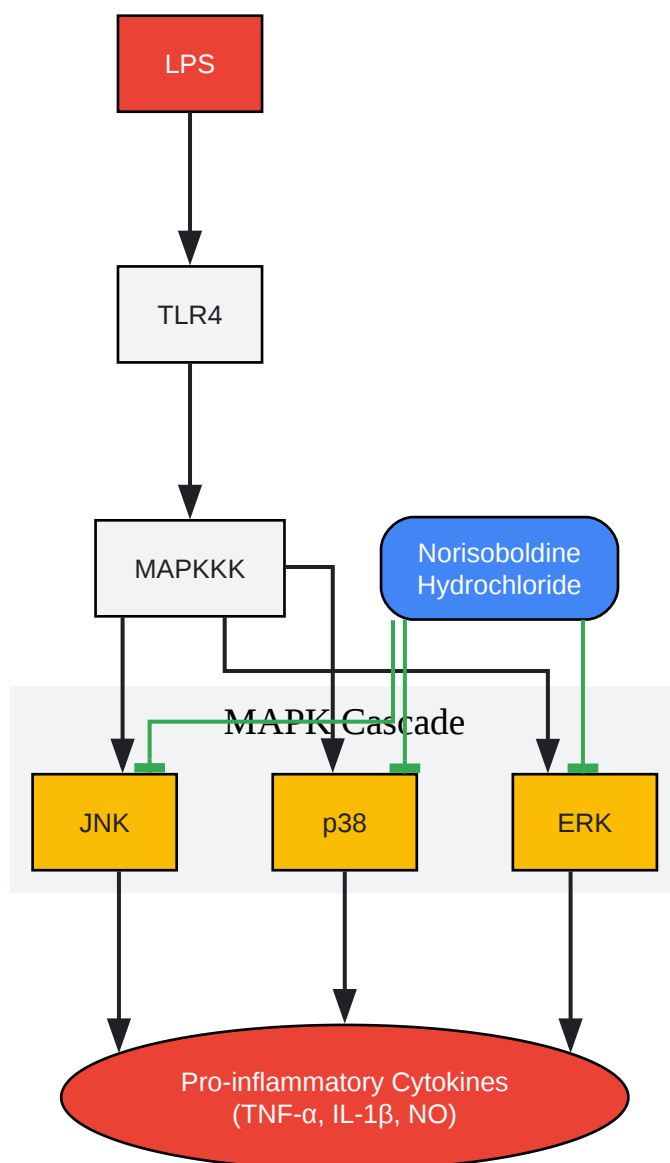 LPS
TLR4
MAPKKK
Norisoboldine
Hydrochloride
MAPK Cascade
JNK
p38
ERK
Pro-inflammatory Cytokines
(TNF-α, IL-1β, NO)